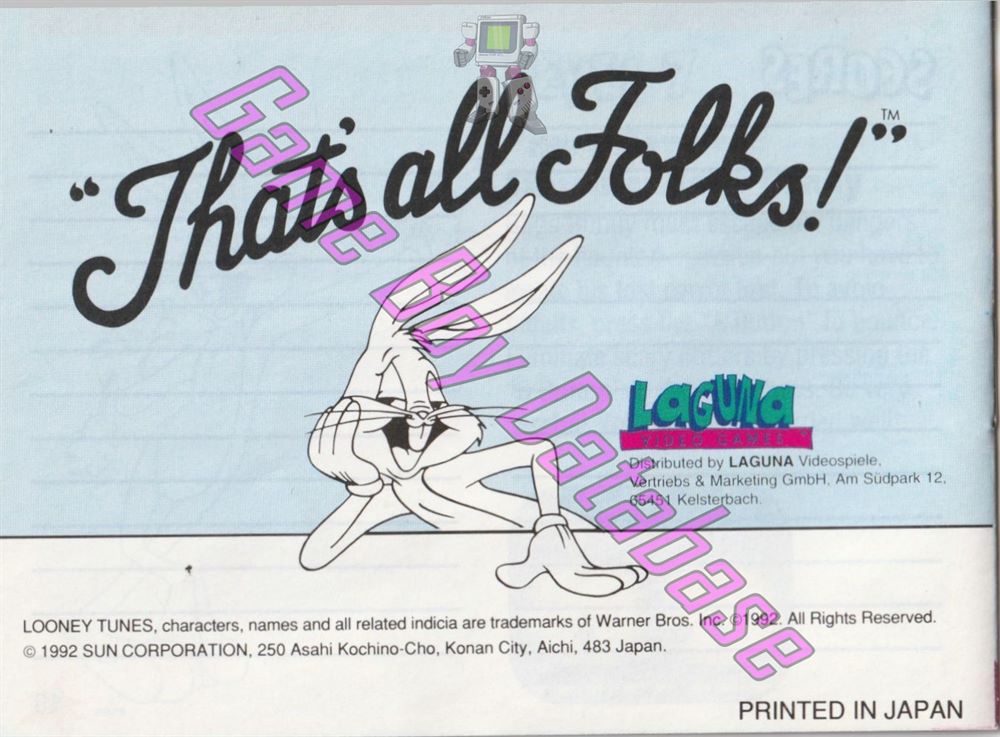 “That's all Folks!”™
LAGUNA
VIDEO GAMES
Distributed by LAGUNA Videospiele,
Vertriebs & Marketing GmbH, Am Südpark 12,
65451 Kelsterbach.
LOONEY TUNES, characters, names and all related indicia are trademarks of Warner Bros. Inc. ©1992. All Rights Reserved.
© 1992 SUN CORPORATION, 250 Asahi Kochino-Cho, Konan City, Aichi, 483 Japan.
PRINTED IN JAPAN
Game Boy Database